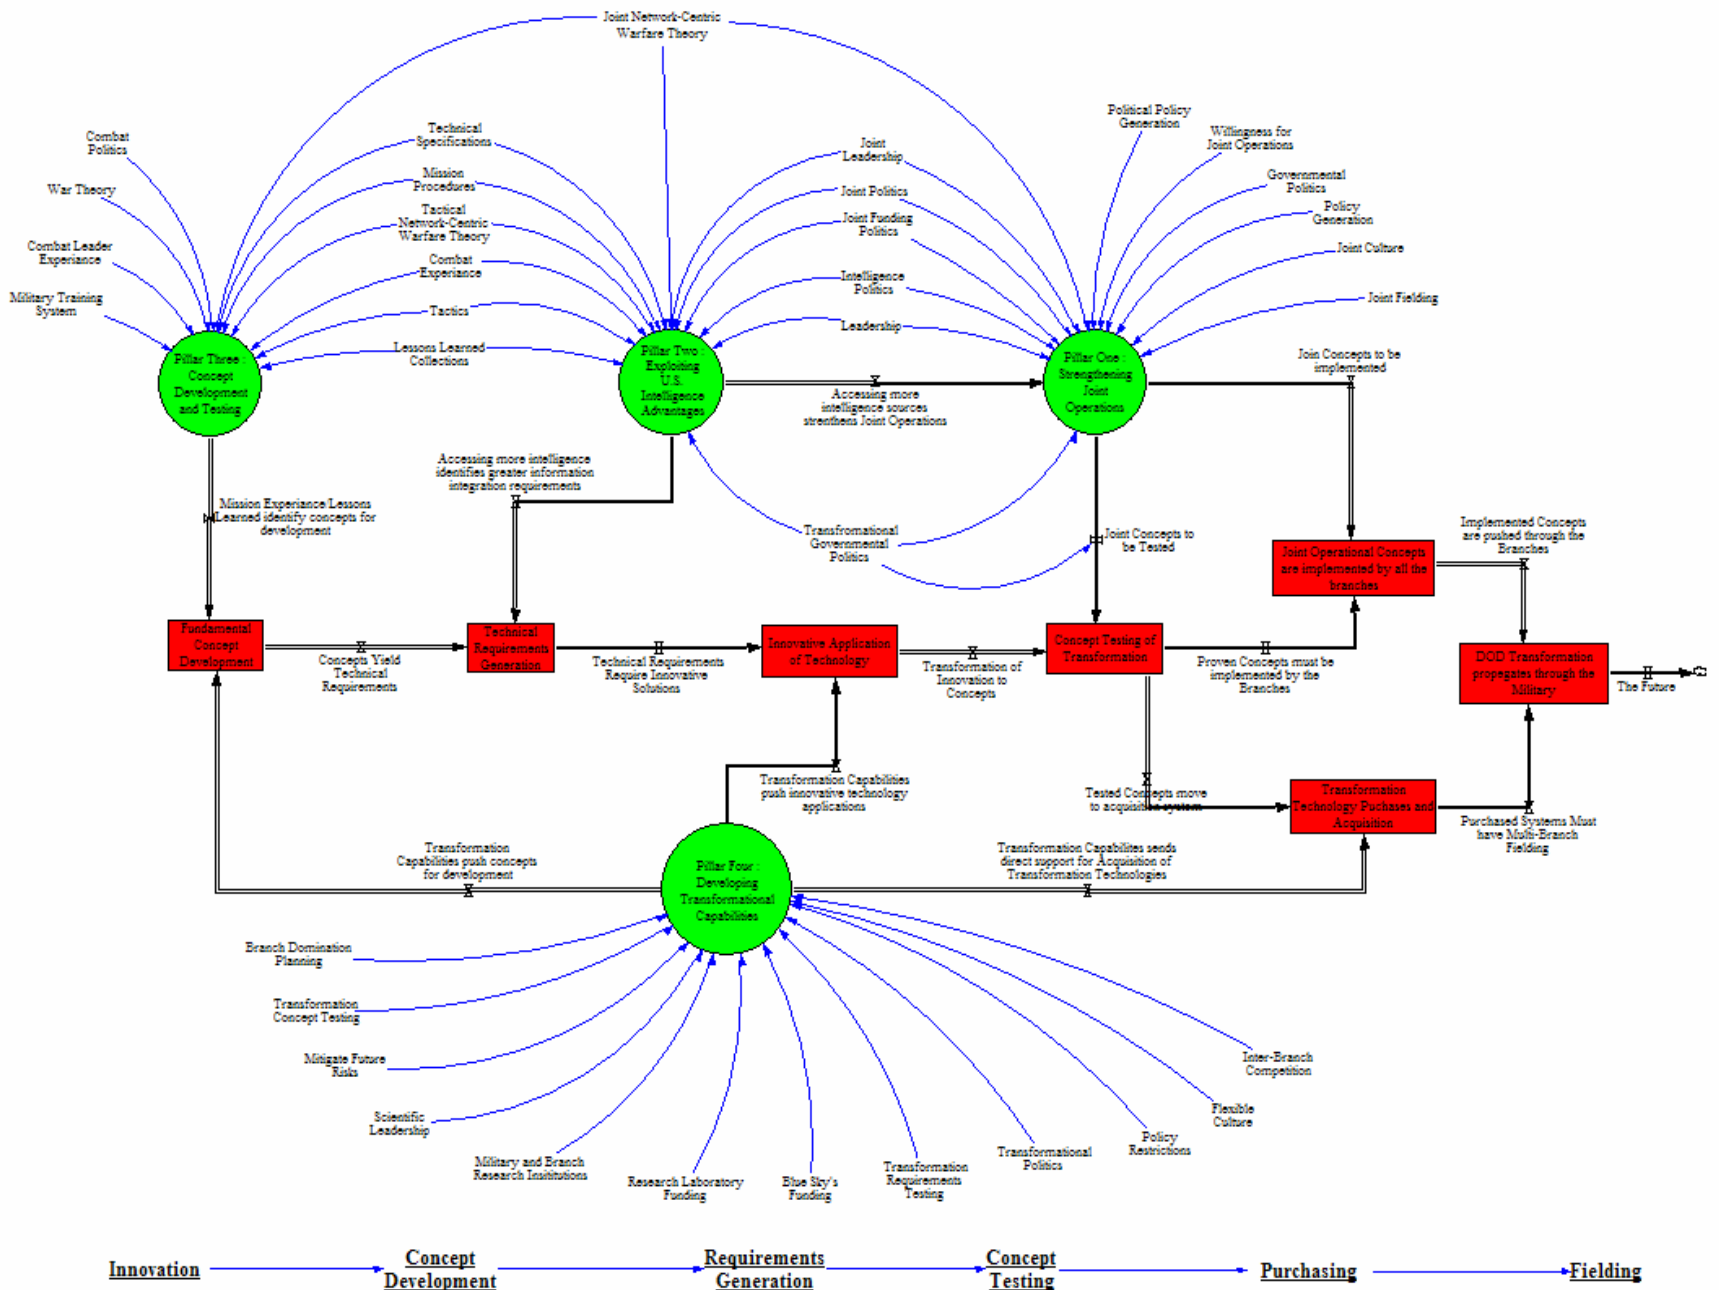 Joint Network-Centric
Warfare Theory
Combat
Politics
War Theory
Combat Leader
Experiance
Military Training
System
Technical
Specifications
Mission
Procedures
Tactical
Network-Centric
Warfare Theory
Combat
Experiance
Tactics
Lessons Learned
Collections
Joint
Leadership
Joint Politics
Joint Funding
Politics
Intelligence
Politics
Leadership
Political Policy
Generation
Willingness for
Joint Operations
Governmental
Politics
Policy
Generation
Joint Culture
Joint Fielding
Pillar Three :
Concept
Development
and Testing
Pillar Two :
Exploiting
U.S.
Intelligence
Advantages
Pillar One :
Strengthening
Joint
Operations
Accessing more
intelligence sources
strenthens Joint Operations
Join Concepts to be
implemented
Accessing more intelligence
identifies greater information
integration requirements
Mission Experiance/Lessons
Learned identify concepts for
development
Transfromational
Governmental
Politics
Joint Concepts to
be Tested
Implemented Concepts
are pushed through the
Branches
Joint Operational Concepts
are implemented by all the
branches
Fundamental
Concept
Development
Concepts Yield
Technical
Requirements
Technical
Requirements
Generation
Technical Requirements
Require Innovative
Solutions
Innovative Application
of Technology
Transformation of
Innovation to
Concepts
Concept Testing of
Transformation
Proven Concepts must be
implemented by the
Branches
DOD Transformation
propegates through the
Military
The Future
Transformation Capabilities
push innovative technology
applications
Tested Concepts move
to acquisition system
Transformation
Technology Puchases and
Acquisition
Purchased Systems Must
have Multi-Branch
Fielding
Transformation
Capabilities push concepts
for development
Pillar Four :
Developing
Transformational
Capabilities
Transformation Capabilites sends
direct support for Acquisition of
Transformation Technologies
Branch Domination
Planning
Transformation
Concept Testing
Mitigate Future
Risks
Scientific
Leadership
Military and Branch
Research Insititutions
Research Laboratory
Funding
Blue Sky's
Funding
Transformation
Requirements
Testing
Transformational
Politics
Policy
Restrictions
Flexible
Culture
Inter-Branch
Competition
Innovation
Concept
Development
Requirements
Generation
Concept
Testing
Purchasing
Fielding